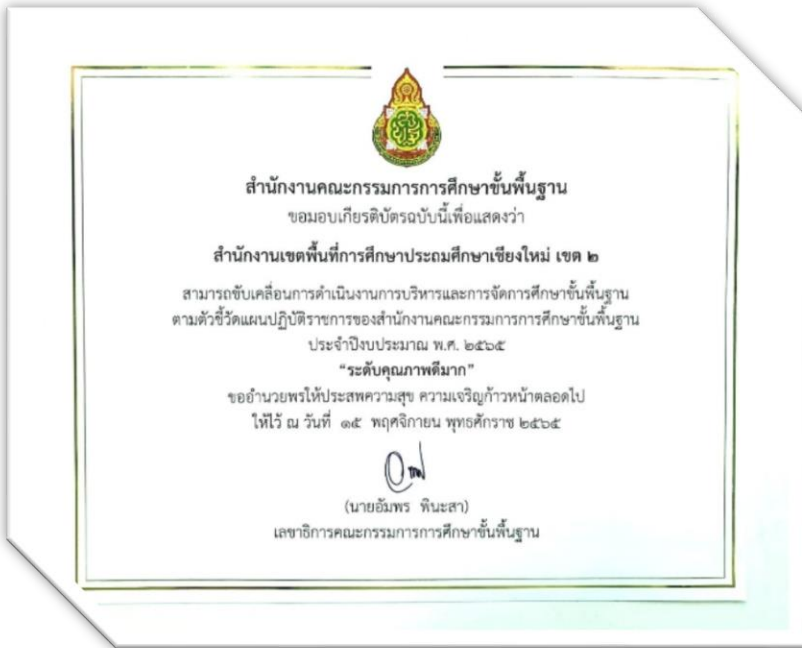 สำนักงานคณะกรรมการการศึกษาขั้นพื้นฐาน
ขอมอบเกียรติบัตรฉบับนี้เพื่อแสดงว่า
สำนักงานเขตพื้นที่การศึกษาประถมศึกษาเชียงใหม่ เขต ๒
สามารถขับเคลื่อนการดำเนินงานการบริหารและการจัดการศึกษาขั้นพื้นฐาน
ตามตัวชี้วัดแผนปฏิบัติราชการของสำนักงานคณะกรรมการการศึกษาขั้นพื้นฐาน
ประจำปีงบประมาณ พ.ศ. ๒๕๖๕
“ระดับคุณภาพดีมาก”
ขออำนวยพรให้ประสพความสุข ความเจริญก้าวหน้าตลอดไป
ให้ไว้ ณ วันที่ ๑๕ พฤศจิกายน พุทธศักราช ๒๕๖๕
(นายอัมพร พินะสา)
เลขาธิการคณะกรรมการการศึกษาขั้นพื้นฐาน